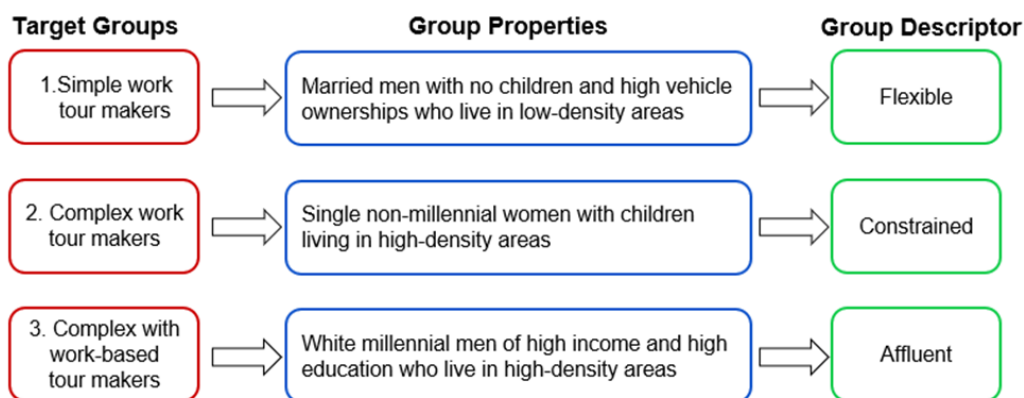 Target Groups
Group Properties
Group Descriptor
1.Simple work
tour makers
Married men with no children and high vehicle
ownerships who live in low-density areas
Flexible
2. Complex work
tour makers
Single non-millennial women with children
living in high-density areas
Constrained
3. Complex with
work-based
tour makers
White millennial men of high income and high
education who live in high-density areas
Affluent